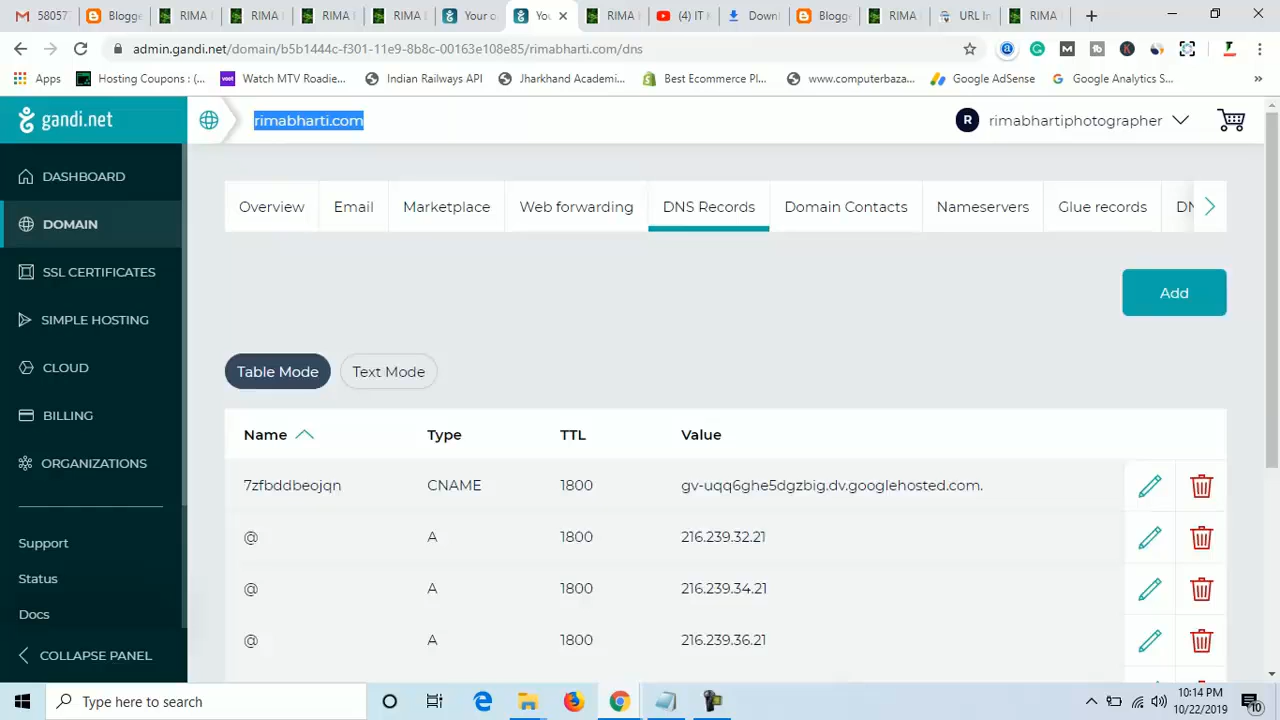 58057
Blogge
RIMA
RIMA
RIMA
RIMA
Your o
You
RIMA
(4) IT
Downl
Blogge
RIMA
URL In
RIMA
admin.gandi.net/domain/b5b1444c-f301-11e9-8b8c-00163e108e85/rimabharti.com/dns
Apps
Hosting Coupons : (...
Watch MTV Roadie...
Indian Railways API
Jharkhand Academi...
Best Ecommerce Pl...
www.computerbaza...
Google AdSense
Google Analytics S...
»
gandi.net
rimabharti.com
R
rimabhartiphotographer
DASHBOARD
DOMAIN
SSL CERTIFICATES
SIMPLE HOSTING
CLOUD
BILLING
ORGANIZATIONS
Support
Status
Docs
COLLAPSE PANEL
Overview
Email
Marketplace
Web forwarding
DNS Records
Domain Contacts
Nameservers
Glue records
DN
Add
Table Mode
Text Mode
Name Type TTL Value
7zfbddbeojqn CNAME 1800 gv-uqq6ghe5dgzbig.dv.googlehosted.com.
@ A 1800 216.239.32.21
@ A 1800 216.239.34.21
@ A 1800 216.239.36.21
Type here to search
10:14 PM
10/22/2019
10